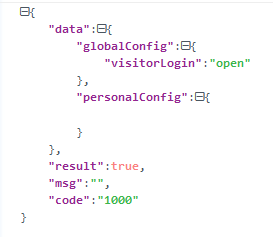 {
"data":{
"globalConfig":{
"visitorLogin":"open"
},
"personalConfig":{
}
},
"result":true,
"msg":"",
"code":"1000"
}